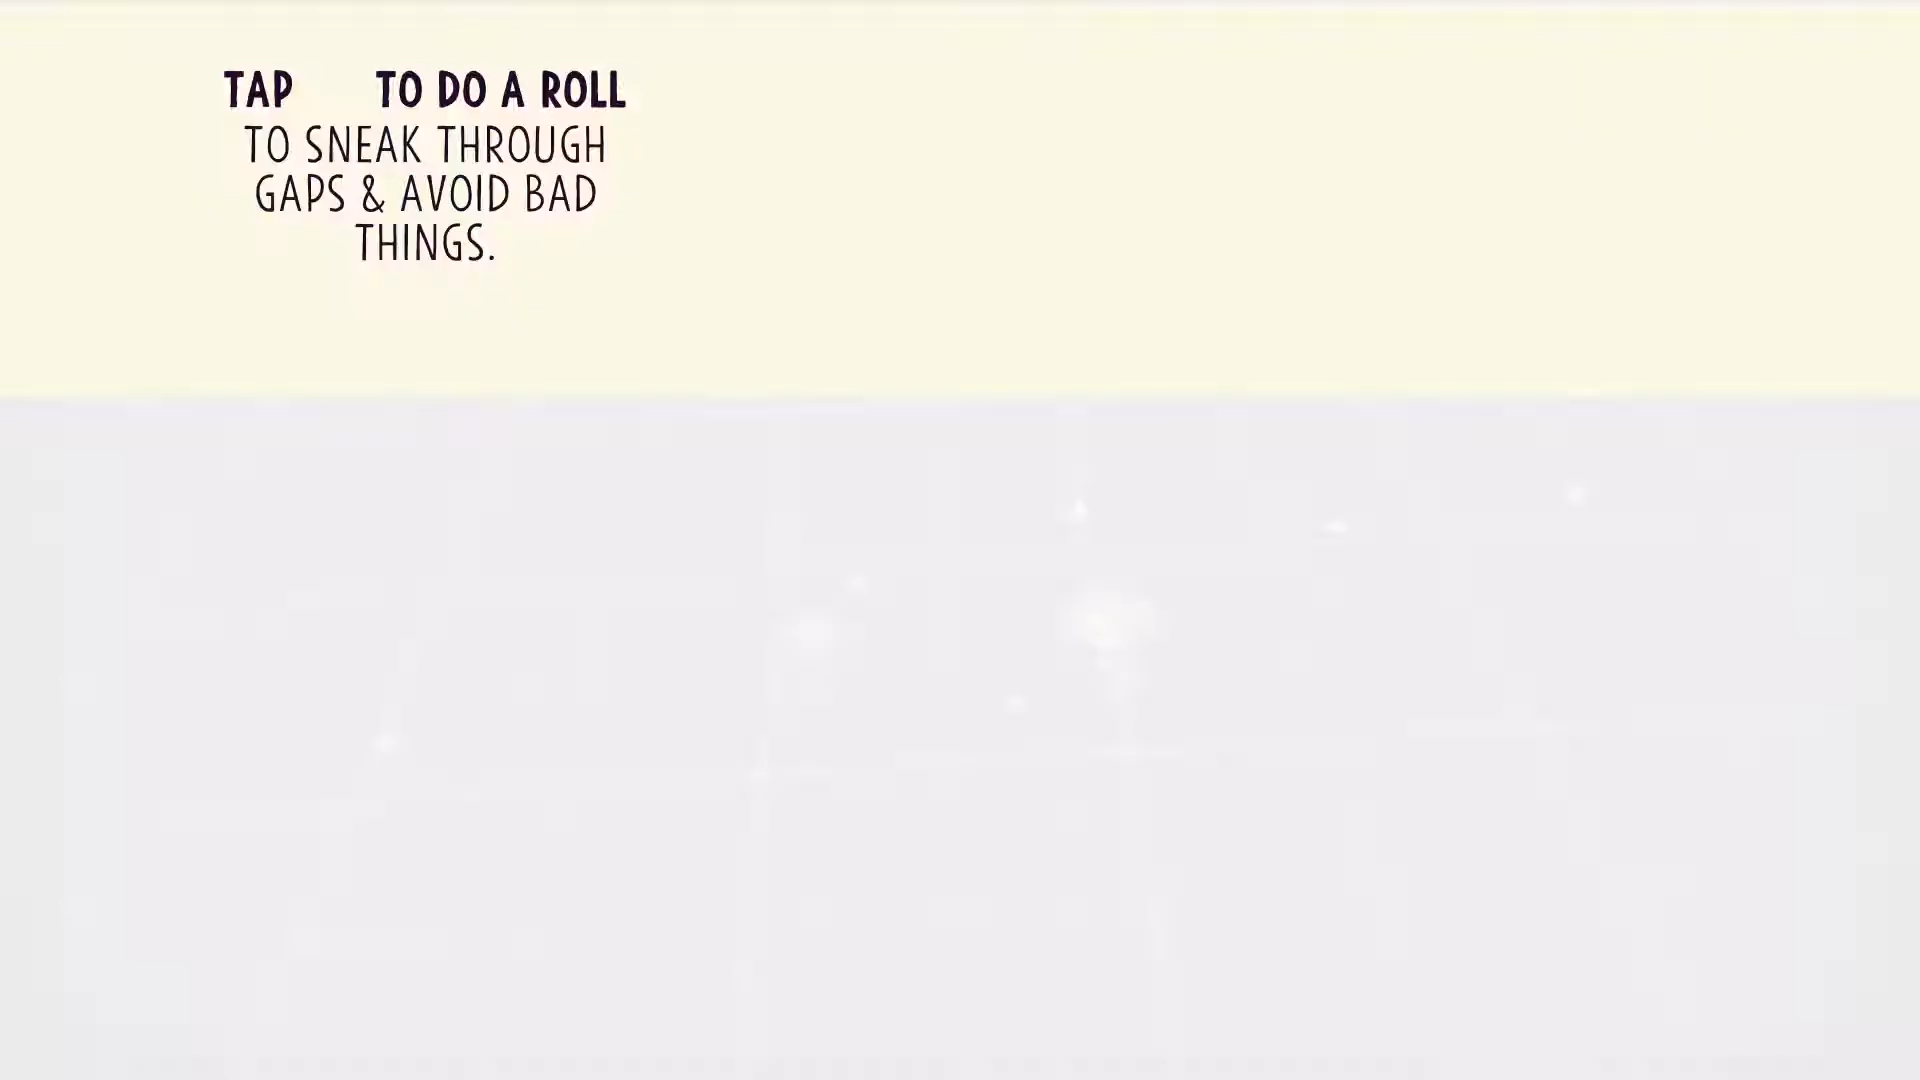 TAP TO DO A ROLL
TO SNEAK THROUGH
GAPS & AVOID BAD
THINGS.